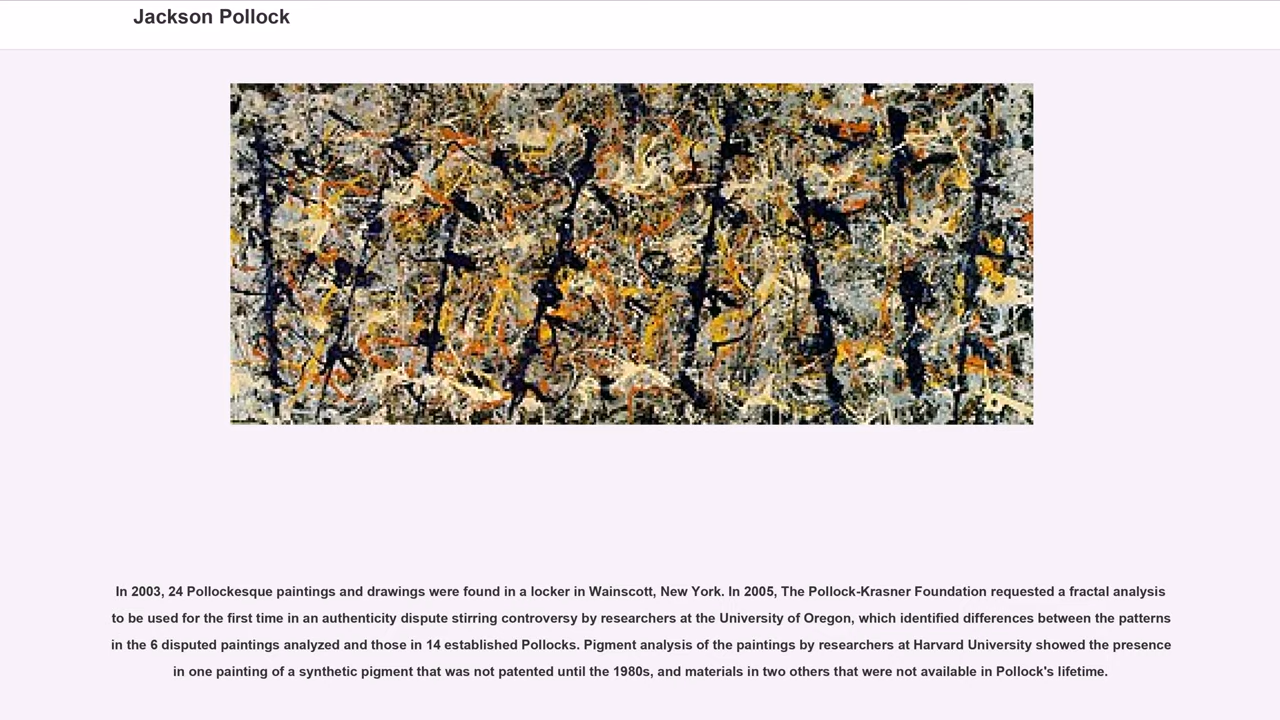 Jackson Pollock
In 2003, 24 Pollockesque paintings and drawings were found in a locker in Wainscott, New York. In 2005, The Pollock-Krasner Foundation requested a fractal analysis
to be used for the first time in an authenticity dispute stirring controversy by researchers at the University of Oregon, which identified differences between the patterns
in the 6 disputed paintings analyzed and those in 14 established Pollocks. Pigment analysis of the paintings by researchers at Harvard University showed the presence
in one painting of a synthetic pigment that was not patented until the 1980s, and materials in two others that were not available in Pollock's lifetime.